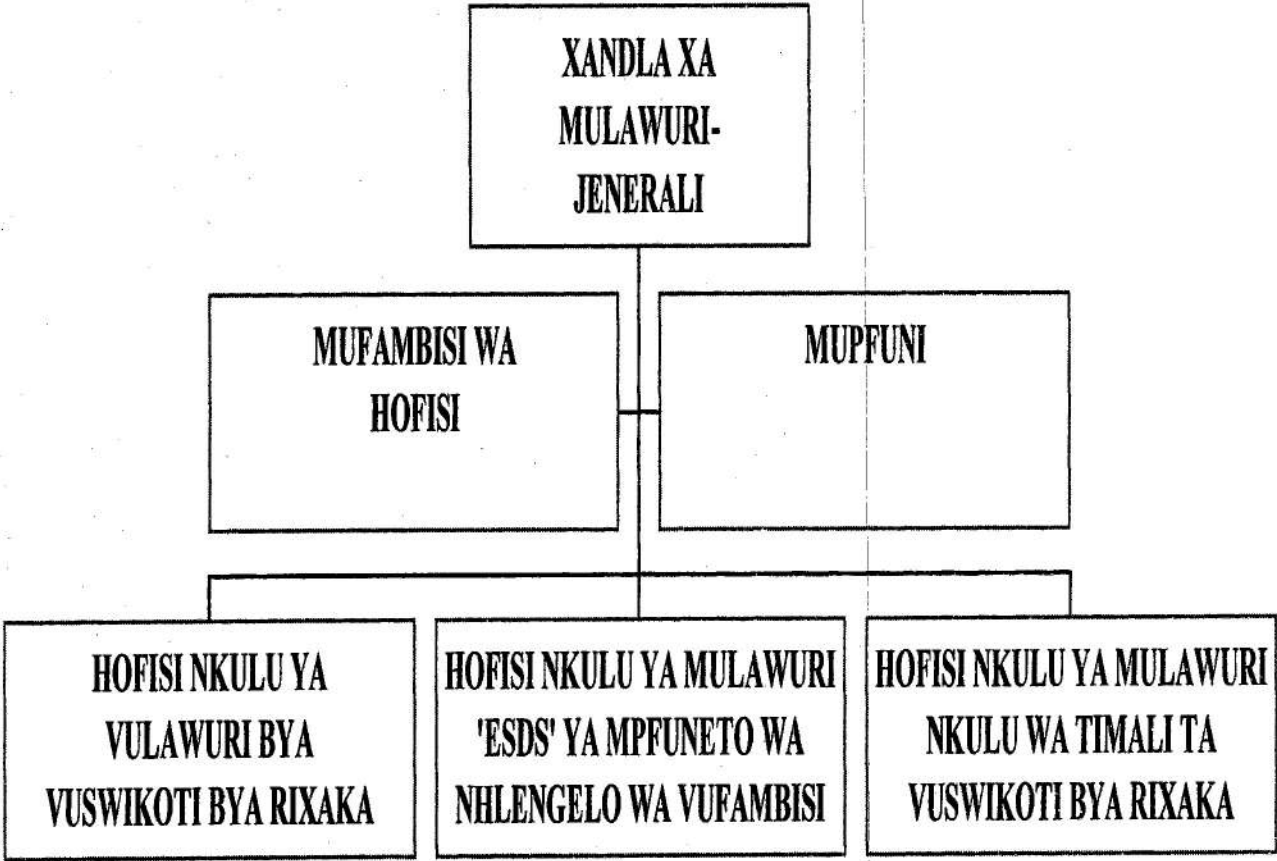 XANDLA XA
MULAWURI-
JENERALI
MUFAMBISI WA
HOFISI
MUPFUNI
HOFISI NKULU YA
VULAWURI BYA
VUSWIKOTI BYA RIXAKA
HOFISI NKULU YA MULAWURI
'ESDS' YA MPFUNETO WA
NHLENGELO WA VUFAMBISI
HOFISI NKULU YA MULAWURI
NKULU WA TIMALI TA
VUSWIKOTI BYA RIXAKA